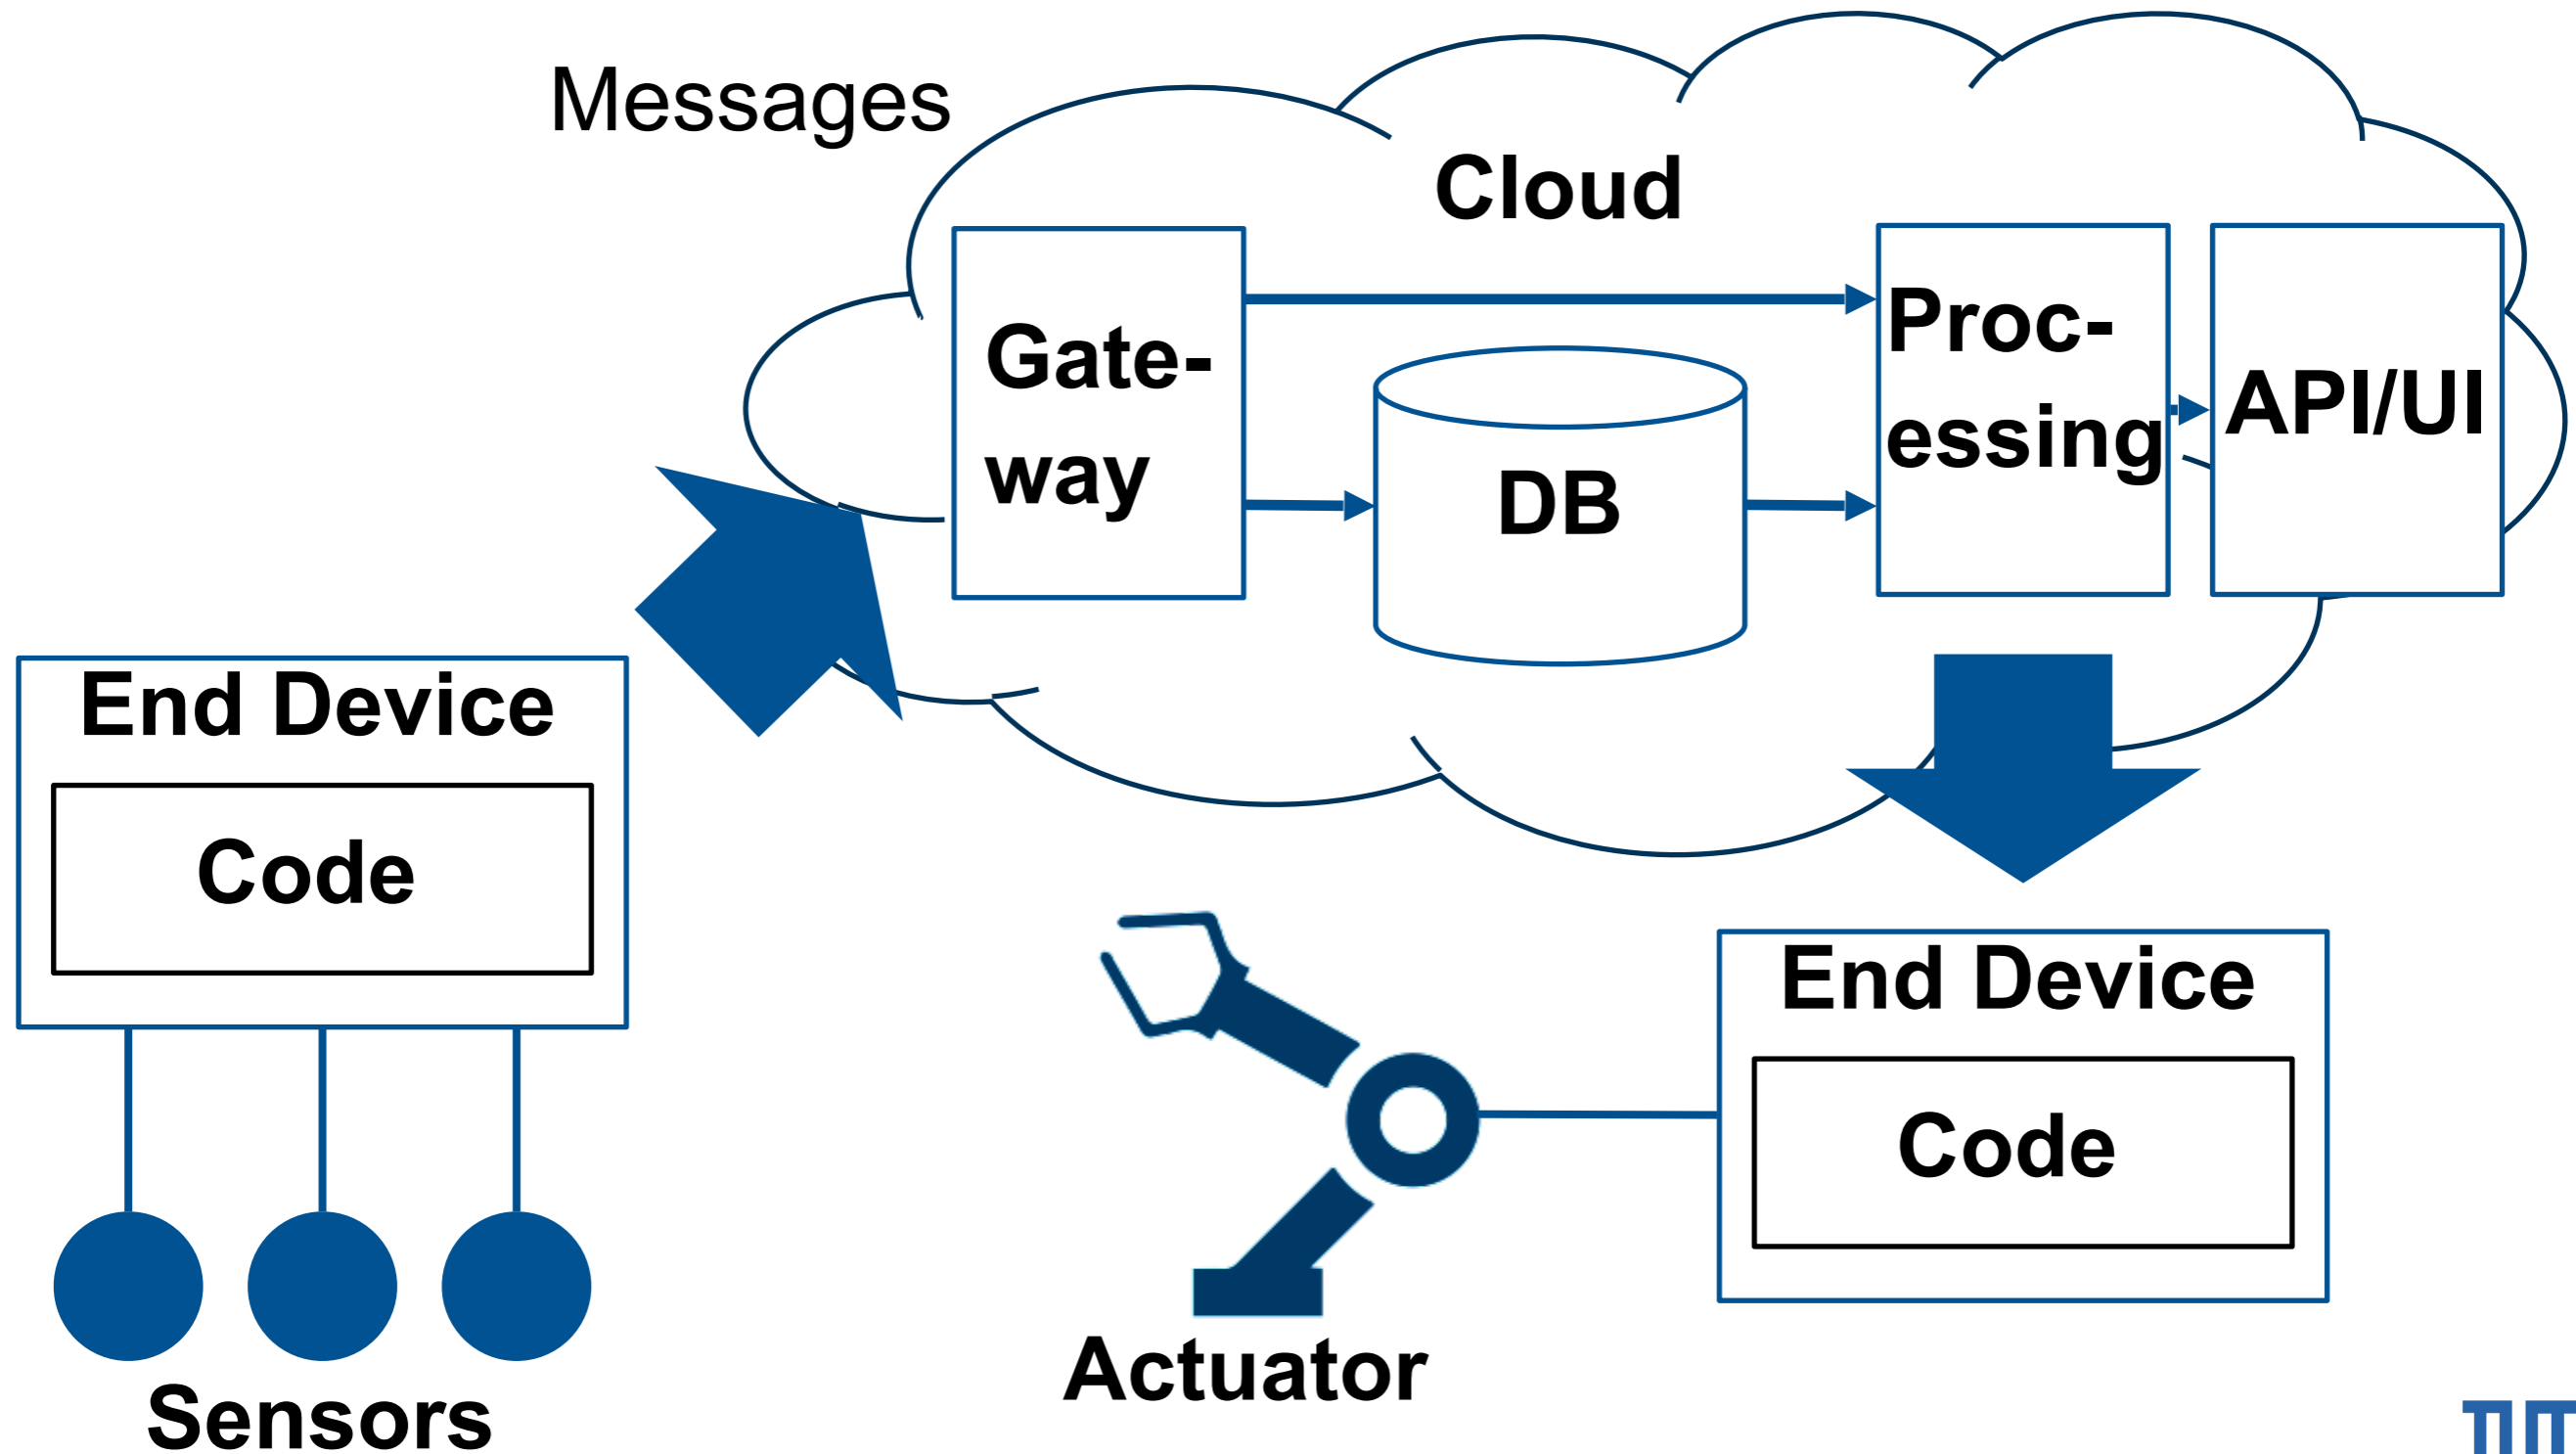 Messages
Cloud
Gate-
way
DB
Proc-
essing
API/UI
End Device
Code
Sensors
Actuator
End Device
Code